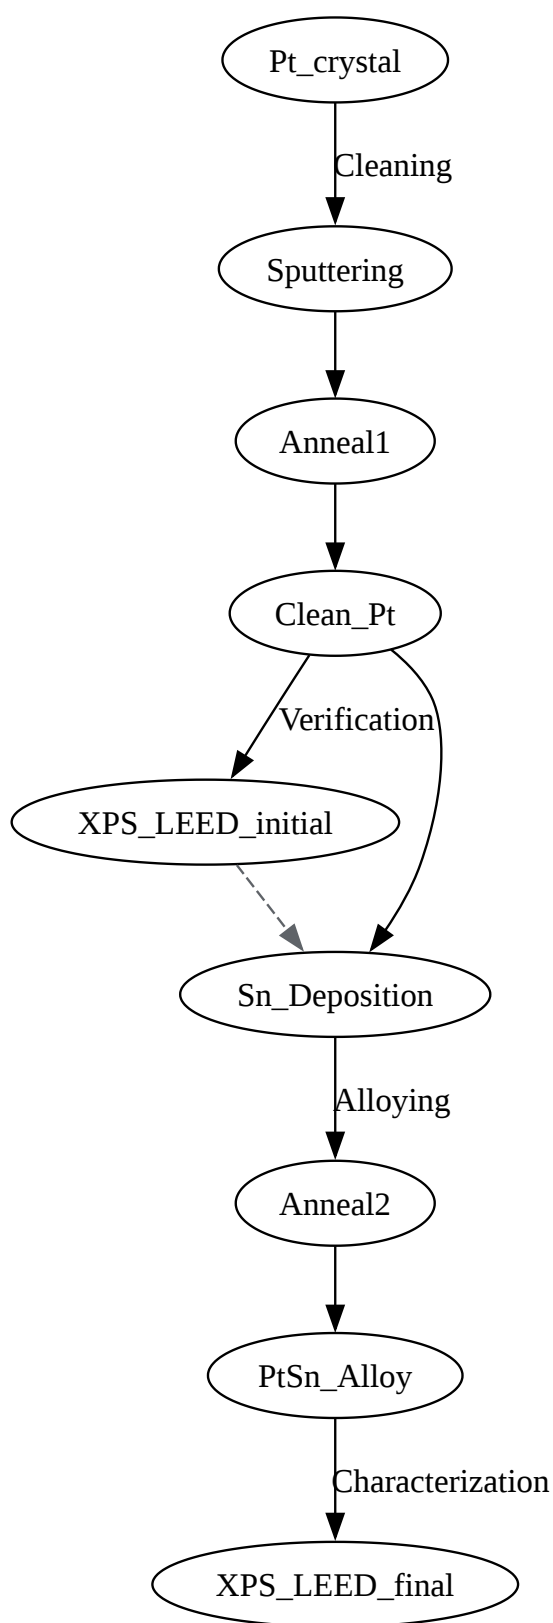 Pt_crystal
Cleaning
Sputtering
Anneal1
Clean_Pt
Verification
XPS_LEED_initial
Sn_Deposition
Alloying
Anneal2
PtSn_Alloy
Characterization
XPS_LEED_final